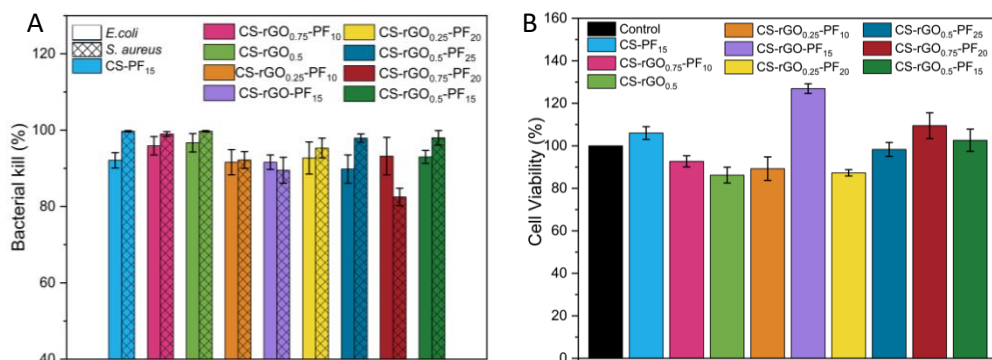 A
Bacterial kill (%)
120
100
80
60
40
E.coli
S. aureus
CS-PF₁₅
CS-rGO₀.₇₅-PF₁₀
CS-rGO₀.₅
CS-rGO₀.₂₅-PF₁₀
CS-rGO-PF₁₅
CS-rGO₀.₂₅-PF₂₀
CS-rGO₀.₅-PF₂₅
CS-rGO₀.₇₅-PF₂₀
CS-rGO₀.₅-PF₁₅
B
Cell Viability (%)
160
140
120
100
80
60
40
20
0
Control
CS-PF₁₅
CS-rGO₀.₇₅-PF₁₀
CS-rGO₀.₅
CS-rGO₀.₂₅-PF₁₀
CS-rGO-PF₁₅
CS-rGO₀.₂₅-PF₂₀
CS-rGO₀.₅-PF₂₅
CS-rGO₀.₇₅-PF₂₀
CS-rGO₀.₅-PF₁₅